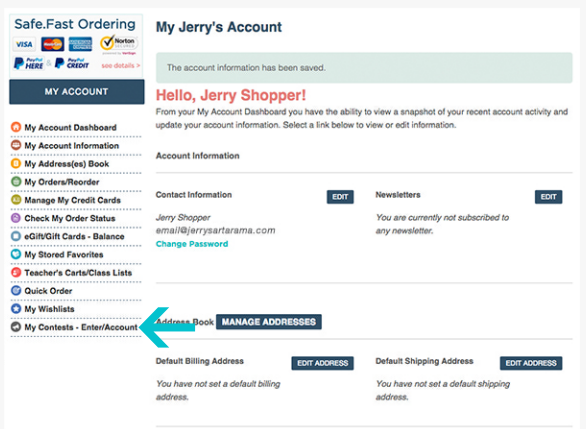 Safe.Fast Ordering
VISA
Norton
SECURED
PayPal HERE & PayPal CREDIT see details >
MY ACCOUNT
My Account Dashboard
My Account Information
My Address(es) Book
My Orders/Reorder
Manage My Credit Cards
Check My Order Status
eGift/Gift Cards - Balance
My Stored Favorites
Teacher's Carts/Class Lists
Quick Order
My Wishlists
My Contests - Enter/Account
My Jerry's Account
The account information has been saved.
Hello, Jerry Shopper!
From your My Account Dashboard you have the ability to view a snapshot of your recent account activity and
update your account information. Select a link below to view or edit information.
Account Information
Contact Information EDIT
Jerry Shopper
email@jerrysartarama.com
Change Password
Newsletters EDIT
You are currently not subscribed to
any newsletter.
Address Book MANAGE ADDRESSES
Default Billing Address EDIT ADDRESS
You have not set a default billing
address.
Default Shipping Address EDIT ADDRESS
You have not set a default shipping
address.